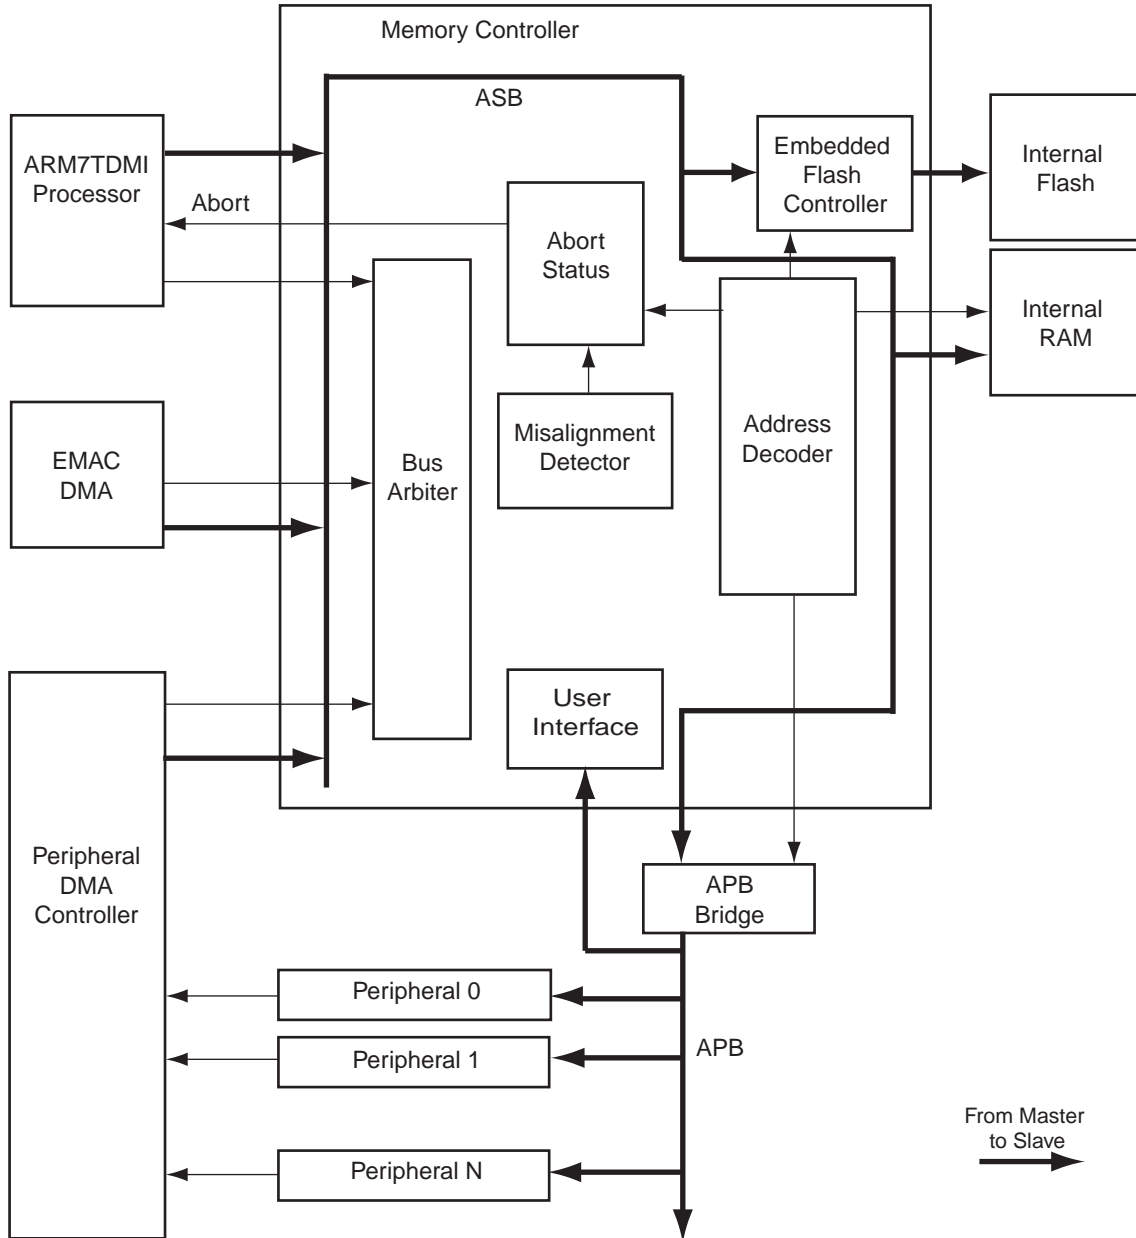 Memory Controller
ASB
ARM7TDMI
Processor
Abort
Embedded
Flash
Controller
Internal
Flash
Abort
Status
Internal
RAM
EMAC
DMA
Bus
Arbiter
Misalignment
Detector
Address
Decoder
User
Interface
Peripheral
DMA
Controller
APB
Bridge
Peripheral 0
Peripheral 1
APB
Peripheral N
From Master
to Slave